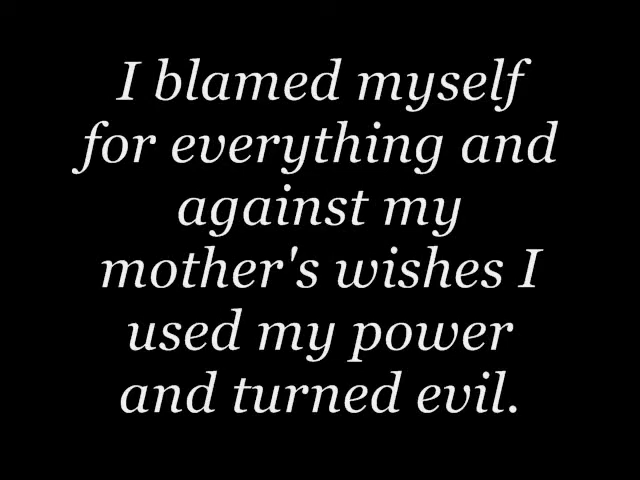 I blamed myself
for everything and
against my
mother's wishes I
used my power
and turned evil.